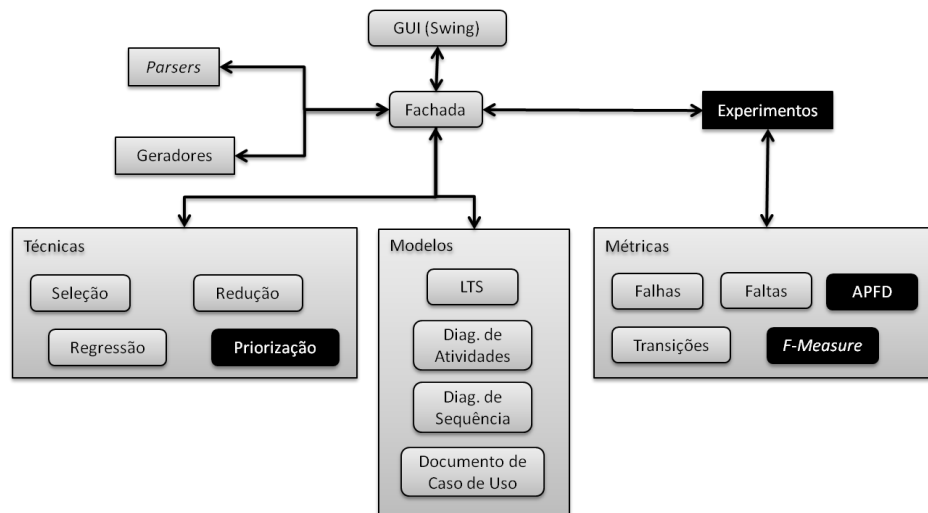 GUI (Swing)
Parsers
Fachada
Experimentos
Geradores
Técnicas
Seleção
Redução
Regressão
Priorização
Modelos
LTS
Diag. de
Atividades
Diag. de
Sequência
Documento de
Caso de Uso
Métricas
Falhas
Faltas
APFD
Transições
F-Measure